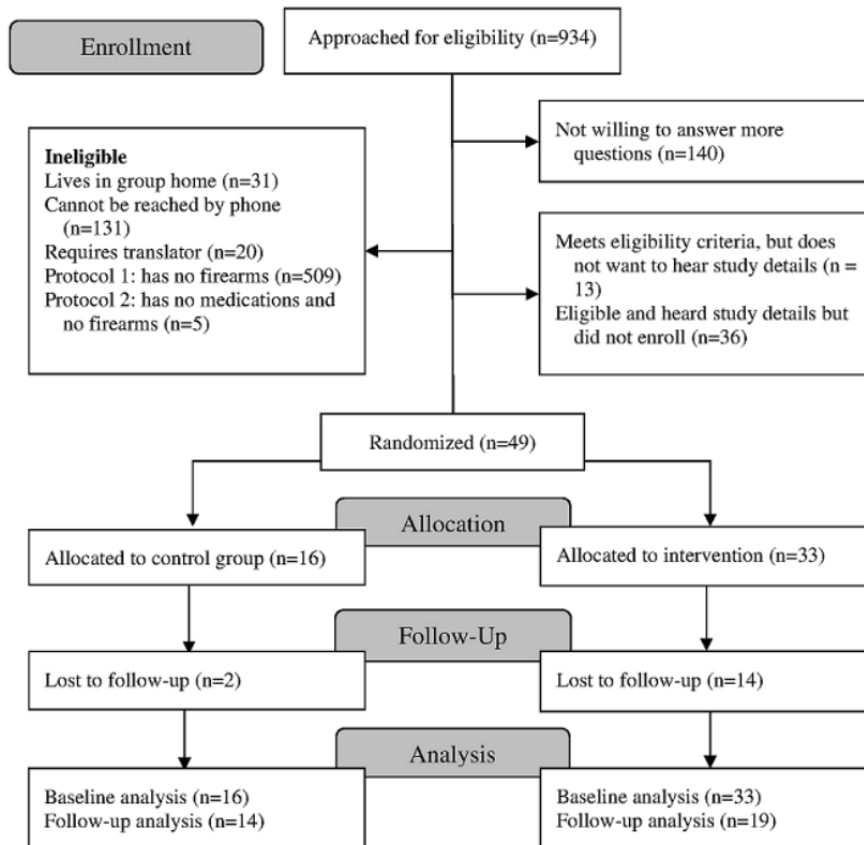 Enrollment
Approached for eligibility (n=934)
Not willing to answer more
questions (n=140)
Ineligible
Lives in group home (n=31)
Cannot be reached by phone
(n=131)
Requires translator (n=20)
Protocol 1: has no firearms (n=509)
Protocol 2: has no medications and
no firearms (n=5)
Meets eligibility criteria, but does
not want to hear study details (n =
13)
Eligible and heard study details but
did not enroll (n=36)
Randomized (n=49)
Allocation
Allocated to control group (n=16)
Allocated to intervention (n=33)
Follow-Up
Lost to follow-up (n=2)
Lost to follow-up (n=14)
Analysis
Baseline analysis (n=16)
Follow-up analysis (n=14)
Baseline analysis (n=33)
Follow-up analysis (n=19)